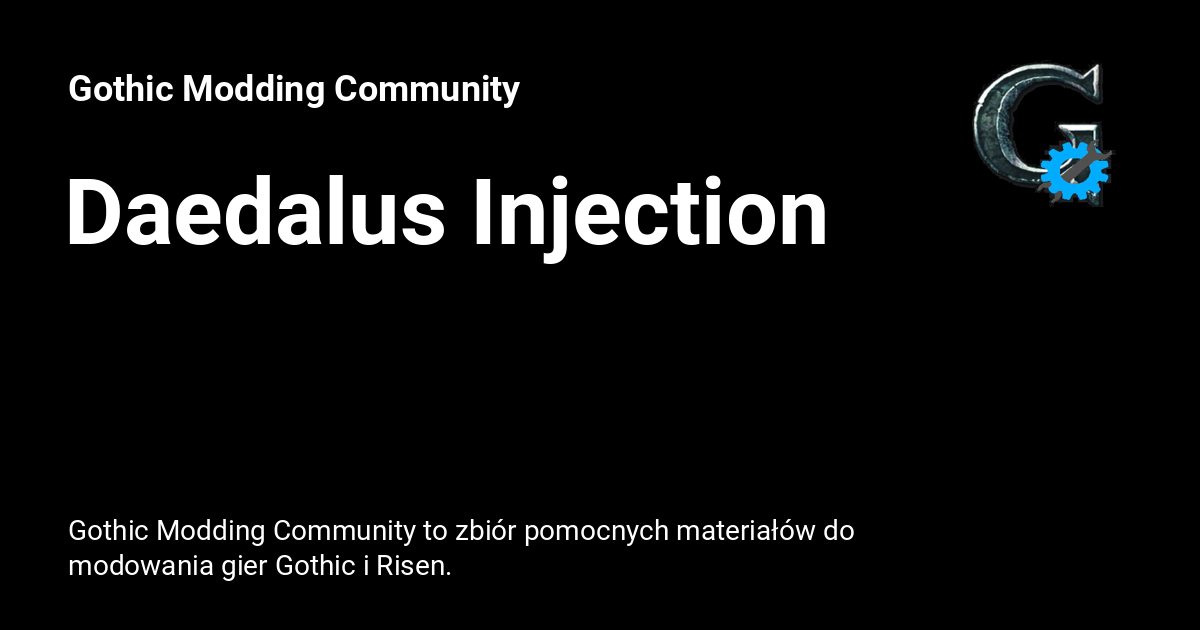 Gothic Modding Community
Daedalus Injection
Gothic Modding Community to zbiór pomocnych materiałów do
modowania gier Gothic i Risen.